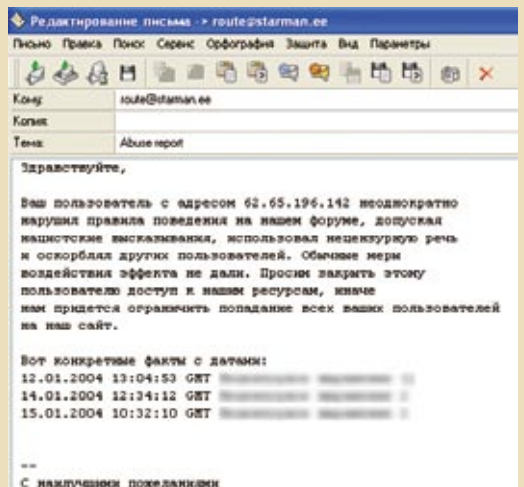 Редактирование письма -> route@starman.ee
Письмо Правка Поиск Сервис Орфография Защита Вид Параметры
Кому: route@starman.ee
Копия:
Тема: Abuse report
Здравствуйте,
Ваш пользователь с адресом 62.65.196.142 неоднократно
нарушил правила поведения на нашем форуме, допуская
нацистские высказывания, использовал нецензурную речь
и оскорблял других пользователей. Обычные меры
воздействия эффекта не дали. Просим закрыть этому
пользователю доступ к нашим ресурсам, иначе
нам придется ограничить попадание всех ваших пользователей
на наш сайт.
Вот конкретные факты с датами:
12.01.2004 13:04:53 GMT
14.01.2004 12:34:12 GMT
15.01.2004 10:32:10 GMT
--
С наилучшими пожеланиями